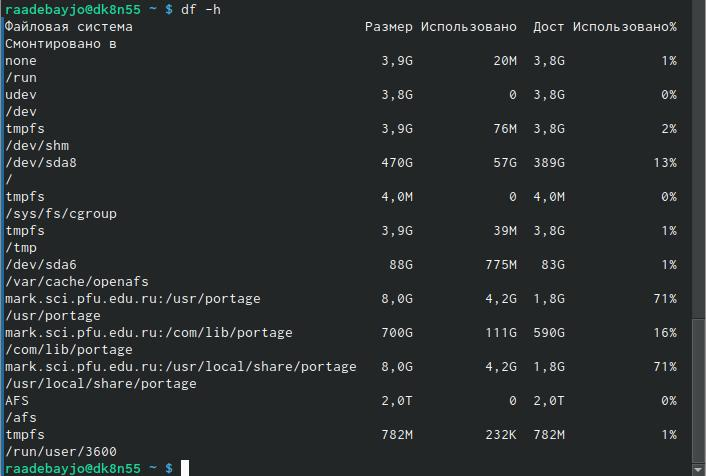 raadebayjo@dk8n55 ~ $ df -h
Файловая система Размер Использовано Дост Использовано%
Cмонтировано в
none 3,9G 20M 3,8G 1%
/run
udev 3,8G 0 3,8G 0%
/dev
tmpfs 3,9G 76M 3,8G 2%
/dev/shm
/dev/sda8 470G 57G 389G 13%
/
tmpfs 4,0M 0 4,0M 0%
/sys/fs/cgroup
tmpfs 3,9G 39M 3,8G 1%
/tmp
/dev/sda6 88G 775M 83G 1%
/var/cache/openafs
mark.sci.pfu.edu.ru:/usr/portage 8,0G 4,2G 1,8G 71%
/usr/portage
mark.sci.pfu.edu.ru:/com/lib/portage 700G 111G 590G 16%
/com/lib/portage
mark.sci.pfu.edu.ru:/usr/local/share/portage 8,0G 4,2G 1,8G 71%
/usr/local/share/portage
AFS 2,0T 0 2,0T 0%
/afs
tmpfs 782M 232K 782M 1%
/run/user/3600
raadebayjo@dk8n55 ~ $